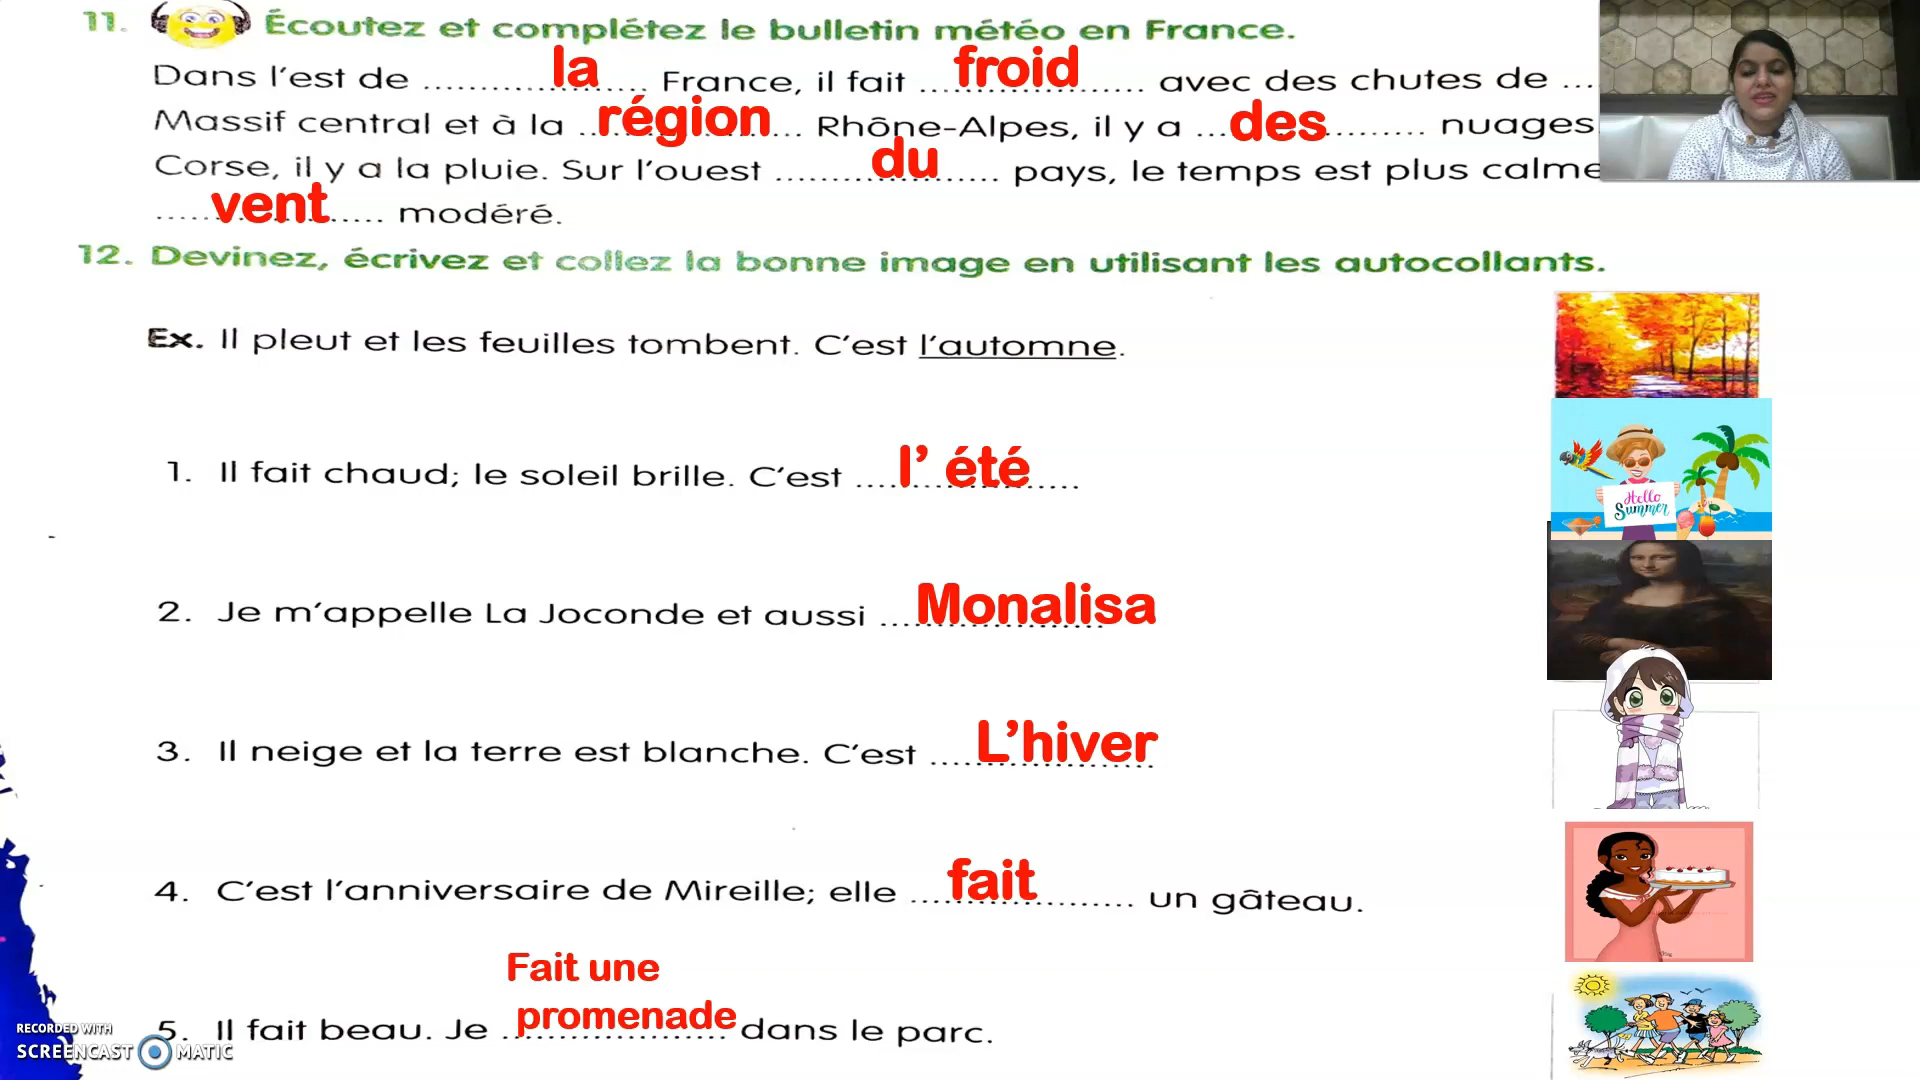 11. Écoutez et complétez le bulletin météo en France.
Dans l'est de ........ la ........ France, il fait ........ froid ........ avec des chutes de ...
Massif central et à la ........ région ........ Rhône-Alpes, il y a ........ des ........ nuages
Corse, il y a la pluie. Sur l'ouest ........ du ........ pays, le temps est plus calme
........ vent ........ modéré.
12. Devinez, écrivez et collez la bonne image en utilisant les autocollants.
Ex. Il pleut et les feuilles tombent. C'est l'automne.
1. Il fait chaud; le soleil brille. C'est ........ l' été ........
Hello
Summer
2. Je m'appelle La Joconde et aussi ........ Monalisa
3. Il neige et la terre est blanche. C'est ........ L'hiver
4. C'est l'anniversaire de Mireille; elle ........ fait ........ un gâteau.
Fait une
5. Il fait beau. Je ........ promenade ........ dans le parc.
RECORDED WITH
SCREENCAST MATIC